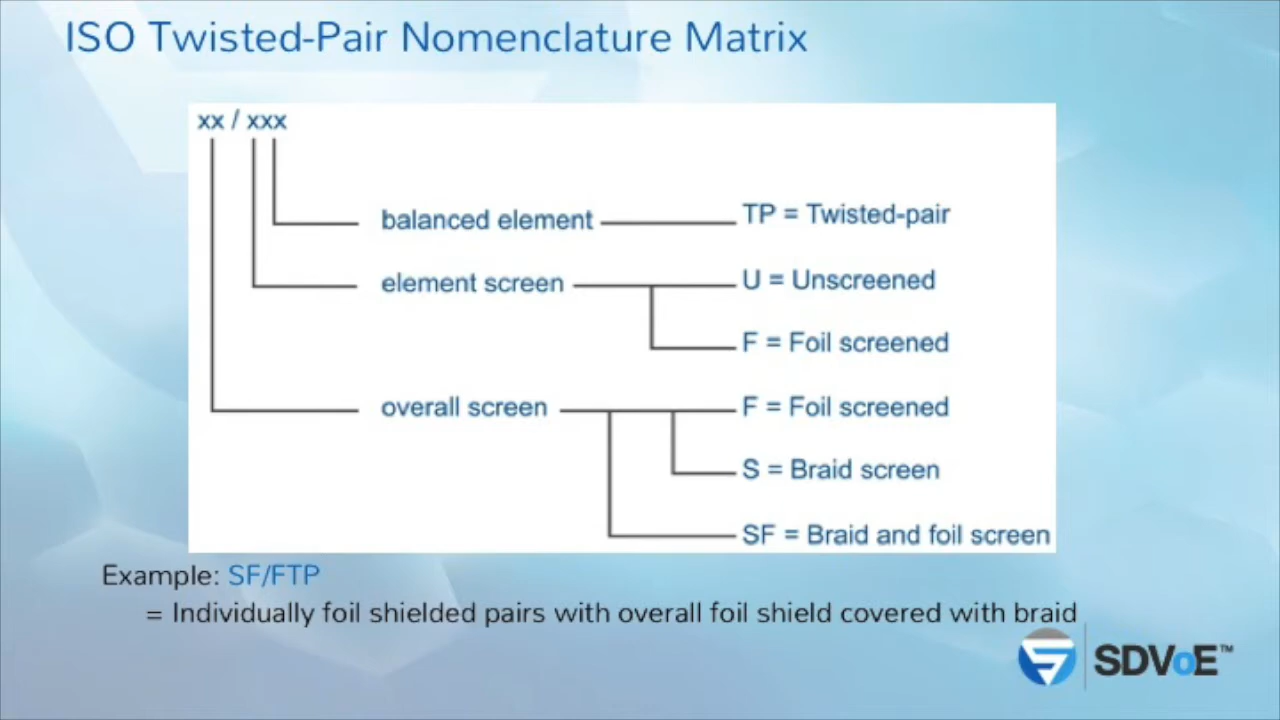 ISO Twisted-Pair Nomenclature Matrix
xx / xxx
balanced element TP = Twisted-pair
element screen U = Unscreened
F = Foil screened
overall screen F = Foil screened
S = Braid screen
SF = Braid and foil screen
Example: SF/FTP
= Individually foil shielded pairs with overall foil shield covered with braid
SDVoE™